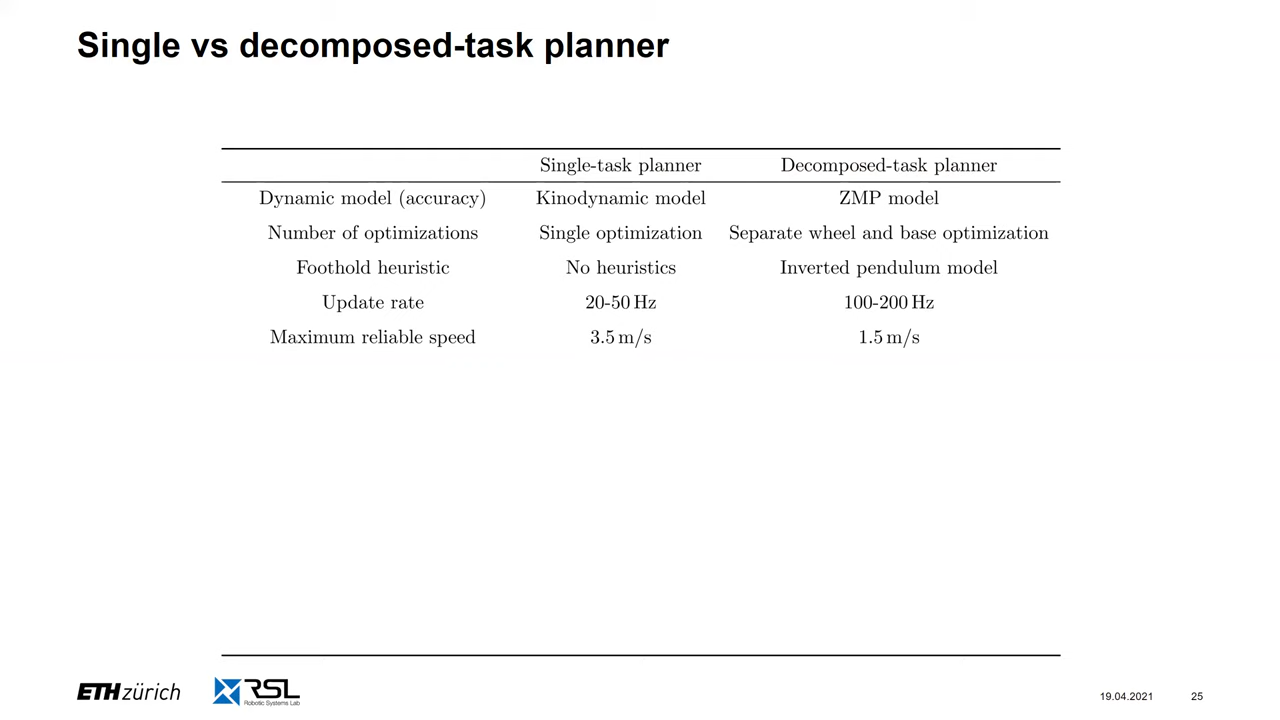 Single vs decomposed-task planner
Single-task planner Decomposed-task planner
Dynamic model (accuracy) Kinodynamic model ZMP model
Number of optimizations Single optimization Separate wheel and base optimization
Foothold heuristic No heuristics Inverted pendulum model
Update rate 20-50 Hz 100-200 Hz
Maximum reliable speed 3.5 m/s 1.5 m/s
ETH zürich RSL
Robotic Systems Lab
19.04.2021 25